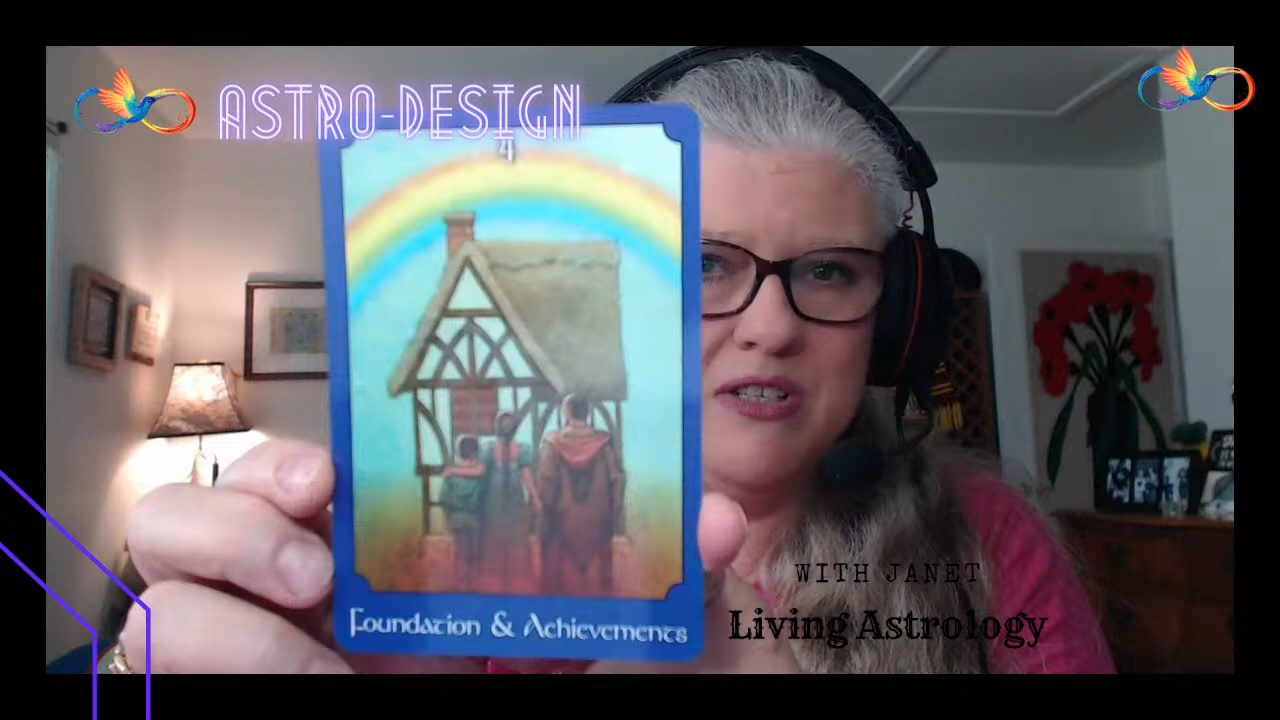 ASTRO-DESIGN
4
Foundation & Achievements
WITH JANET
Living Astrology